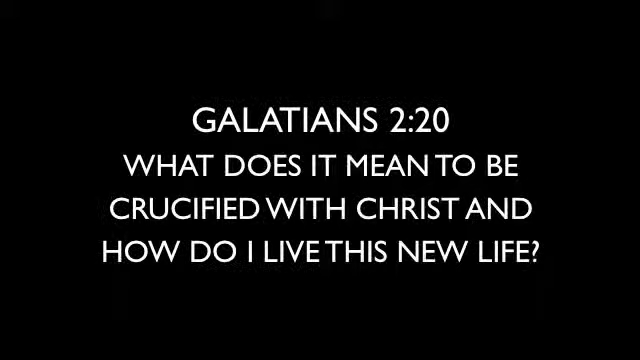 GALATIANS 2:20
WHAT DOES IT MEAN TO BE
CRUCIFIED WITH CHRIST AND
HOW DO I LIVE THIS NEW LIFE?